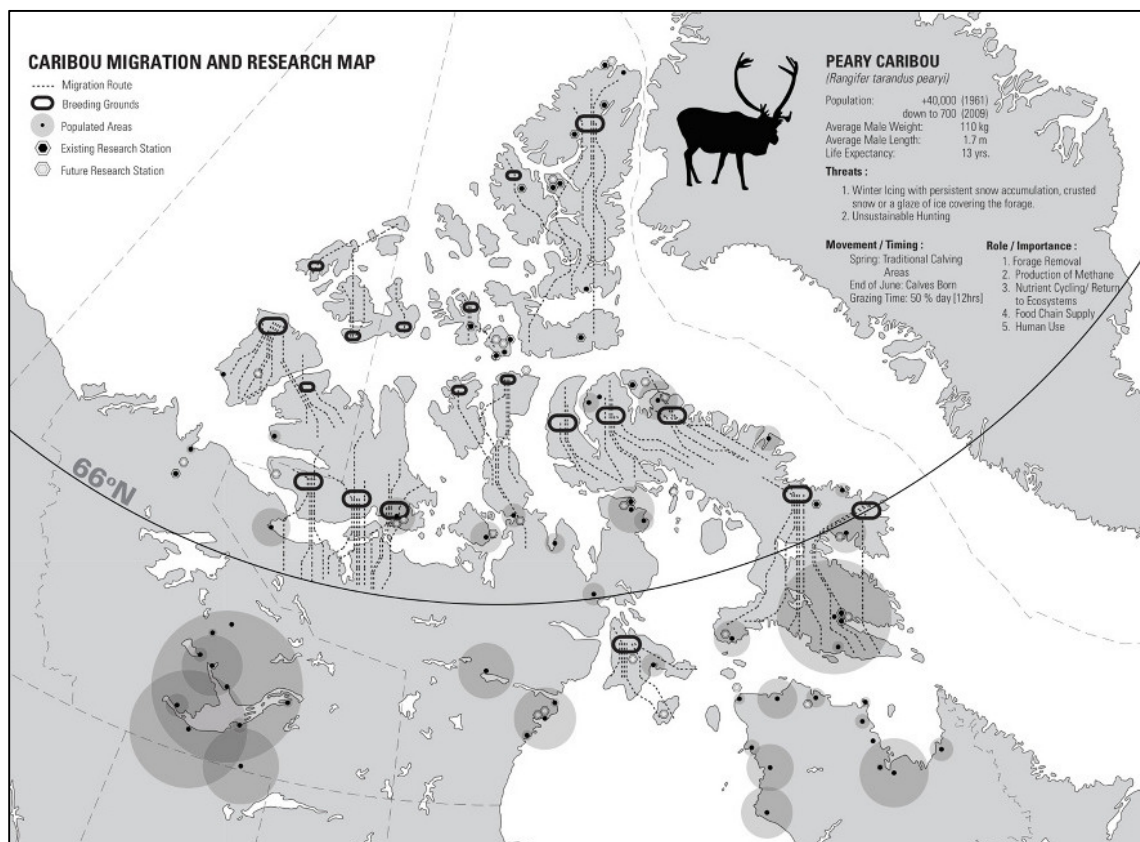 CARIBOU MIGRATION AND RESEARCH MAP
Migration Route
Breeding Grounds
Populated Areas
Existing Research Station
Future Research Station
PEARY CARIBOU
(Rangifer tarandus pearyi)
Population: +40,000 (1961)
down to 700 (2009)
Average Male Weight: 110 kg
Average Male Length: 1.7 m
Life Expectancy: 13 yrs.
Threats :
1. Winter Icing with persistent snow accumulation, crusted
snow or a glaze of ice covering the forage.
2. Unsustainable Hunting
Movement / Timing :
Spring: Traditional Calving
Areas
End of June: Calves Born
Grazing Time: 50 % day [12hrs]
Role / Importance :
1. Forage Removal
2. Production of Methane
3. Nutrient Cycling/ Return
to Ecosystems
4. Food Chain Supply
5. Human Use
66ºN